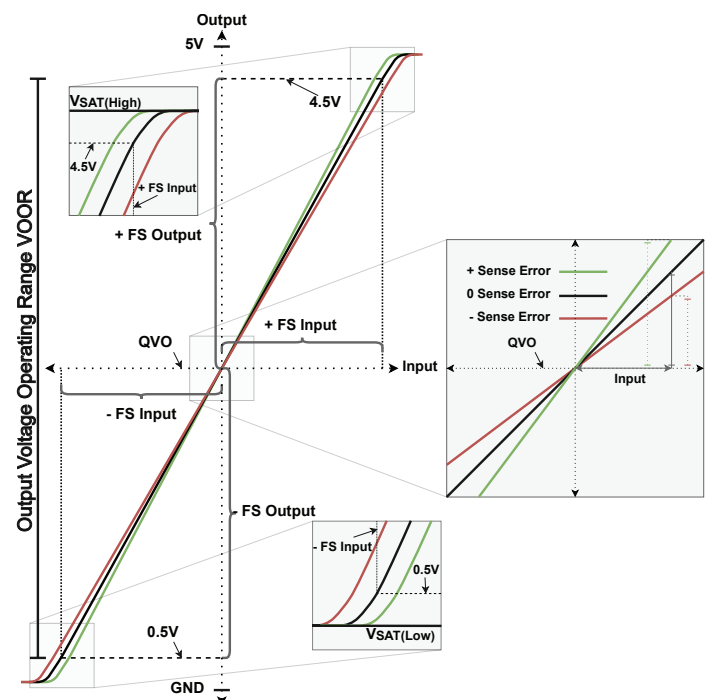 Output
5V
VSAT(High)
4.5V
+ FS Input
4.5V
+ FS Output
Output Voltage Operating Range VOOR
+ Sense Error
0 Sense Error
- Sense Error
QVO
Input
+ FS Input
QVO
Input
- FS Input
- FS Output
- FS Input
0.5V
VSAT(Low)
0.5V
GND